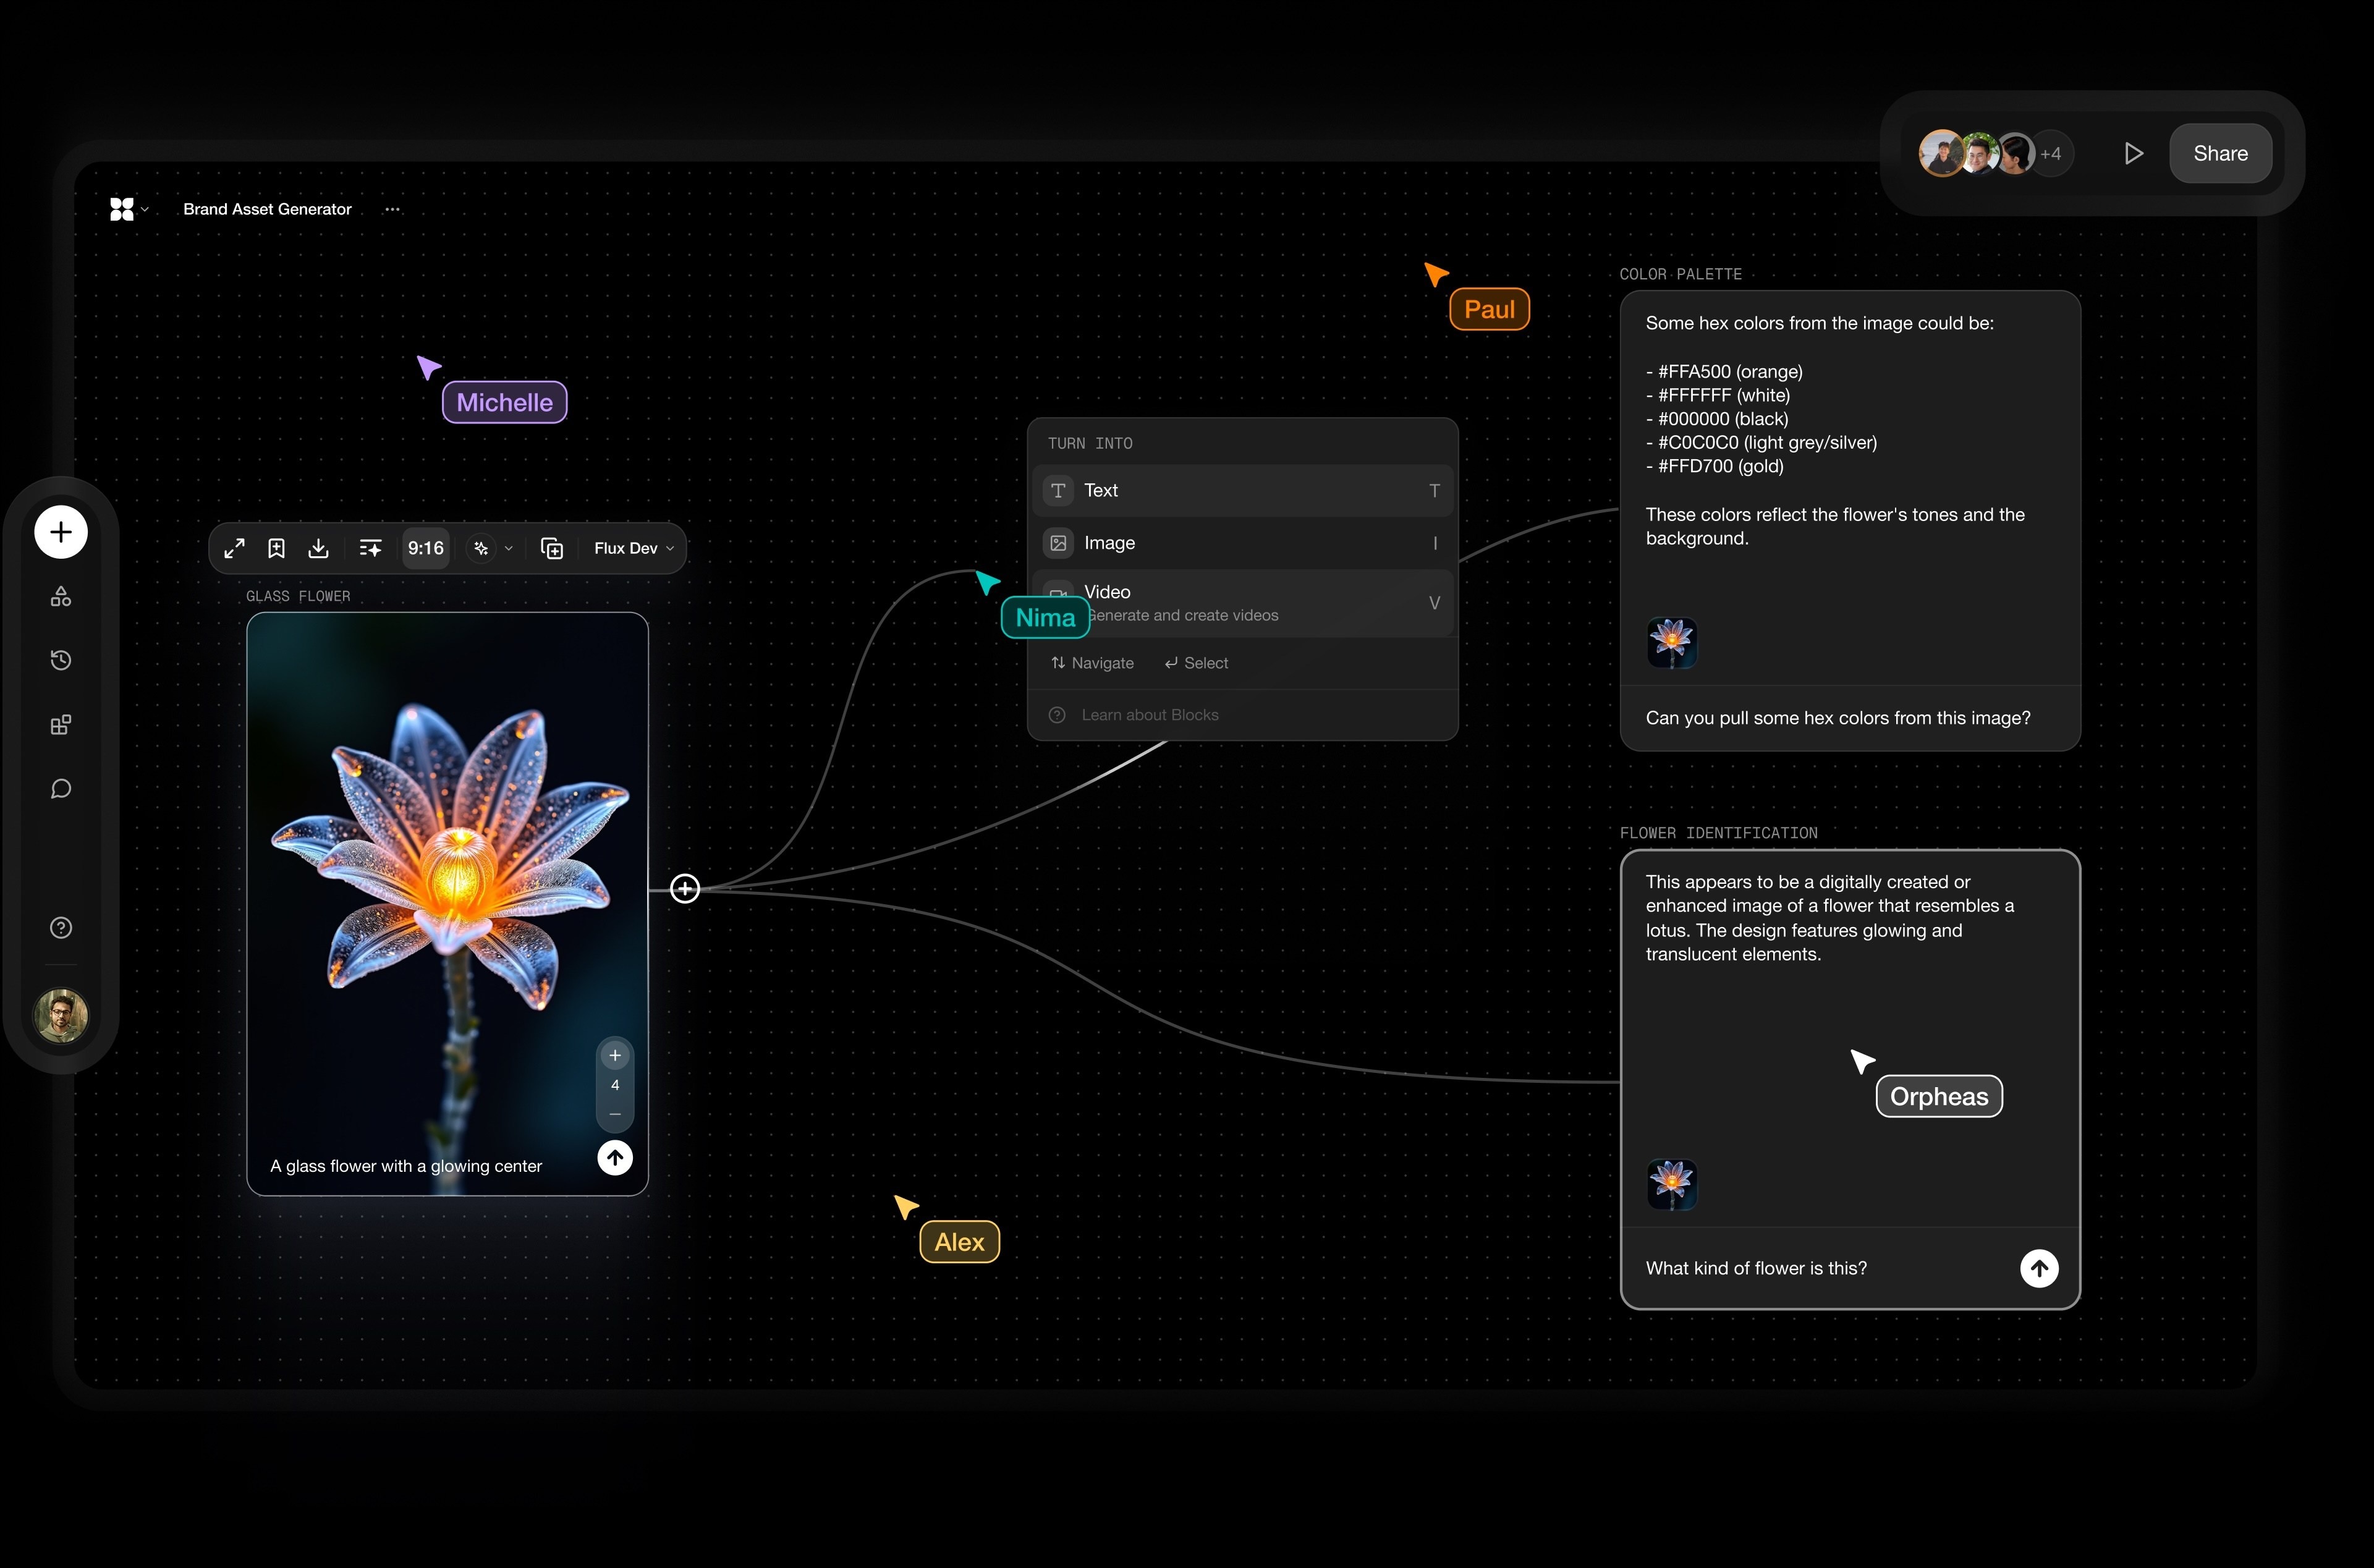 +4
Share
Brand Asset Generator
Paul
Michelle
9:16
Flux Dev
GLASS FLOWER
A glass flower with a glowing center
4
TURN INTO
Text
T
Image
I
Video
Generate and create videos
V
Nima
Navigate
Select
Learn about Blocks
Alex
COLOR PALETTE
Some hex colors from the image could be:
- #FFA500 (orange)
- #FFFFFF (white)
- #000000 (black)
- #C0C0C0 (light grey/silver)
- #FFD700 (gold)
These colors reflect the flower's tones and the
background.
Can you pull some hex colors from this image?
FLOWER IDENTIFICATION
This appears to be a digitally created or
enhanced image of a flower that resembles a
lotus. The design features glowing and
translucent elements.
Orpheas
What kind of flower is this?